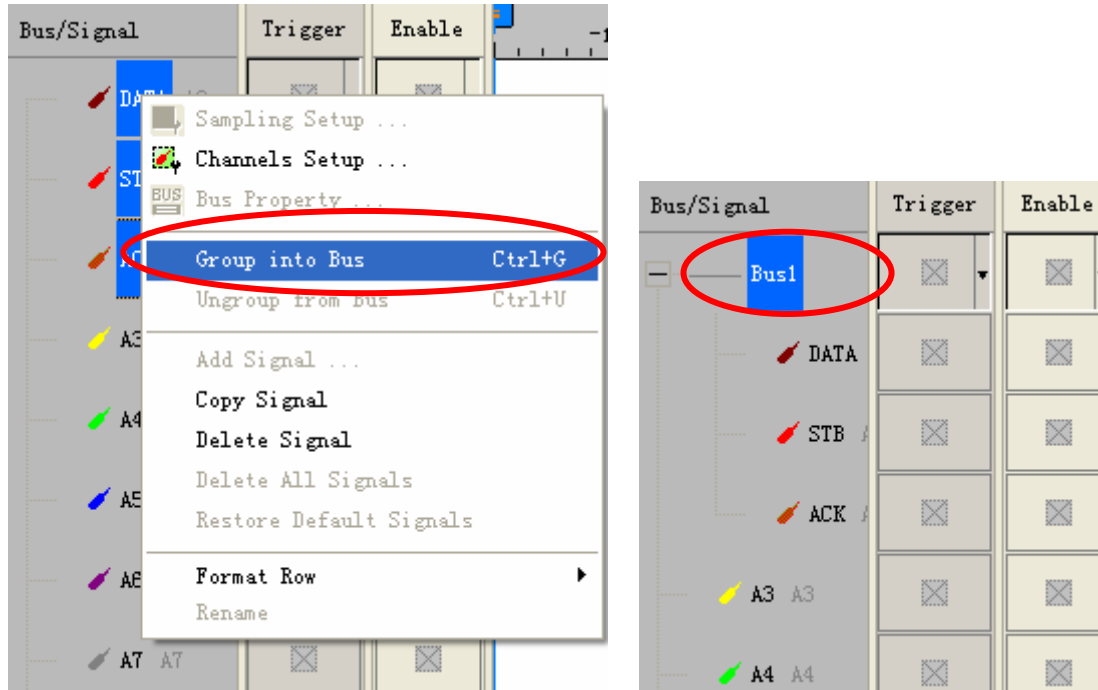 Bus/Signal Trigger Enable
DATA
Sampling Setup ...
Channels Setup ...
BUS Bus Property ...
Group into Bus Ctrl+G
Ungroup from Bus Ctrl+U
A3
Add Signal ...
Copy Signal
A4
Delete Signal
Delete All Signals
A5
Restore Default Signals
A6
Format Row
Rename
A7 A7
Bus/Signal Trigger Enable
Bus1
DATA
STB
ACK
A3 A3
A4 A4